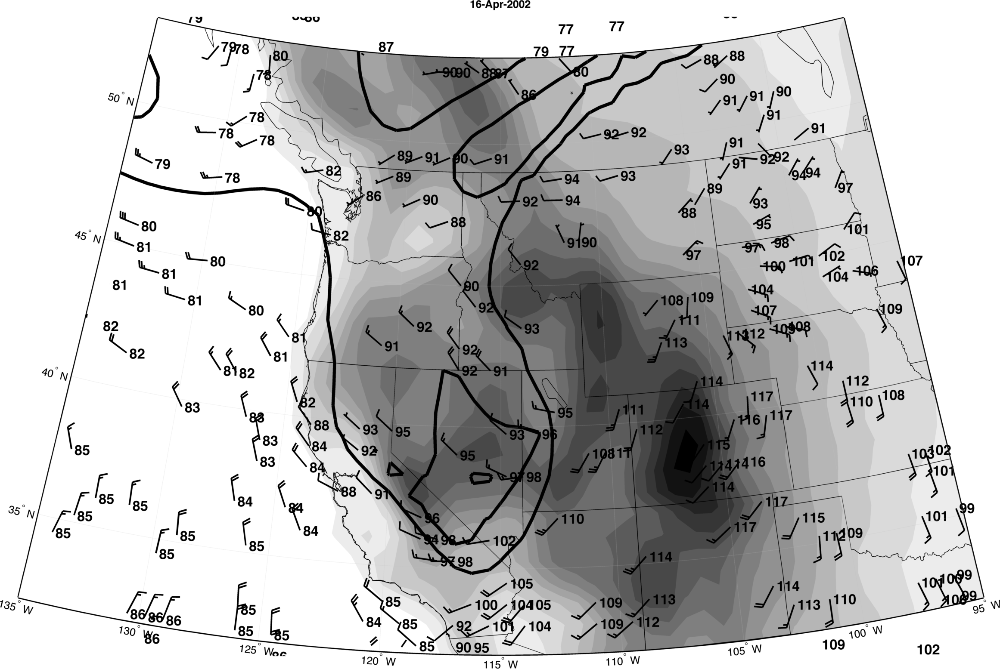 16-Apr-2002
79 86
77 77
87 79 77
79 78 80 88 88
78 90 90 88 87 80
86 90
50° N 91 91 90
78 91
78 78 92 92 91
93 91
79 89 91 90 91 92 92
82 91
78 89 94 93 94 94
86 89 97
80 90 92 94 93
80 88 88 95 101
45° N 82
81 91 90 97 97 98
80 92 100 101 102 107
81 104 106
81 90 104
81 92 108 109
80 107 109
82 92 93 111
81 113 113 112 109 108
82 91 92
81
81 82 92 91 114
40° N 114 112
83 82 117 110 108
83 95 111 114
88 93 95 93 96 112 116 117
83 84 92 115
85 95 108 111 103 102
83 84 114 114 116 101
97 98
85 85 84 88 91 114
84 117
35° N 85 96 110 115 101 99
85 85 84 94 98 102 117 112 109
85 85
97 98 114
105 100 99
135° W 85 100 104 105 109 113 114 101 99
86 86 86 85 113 110 100 95° W
84 85 92 101 104 109 112
130° W 85 85
86 125° W 85 90 95 105° W 100° W 109
120° W 115° W 110° W 102